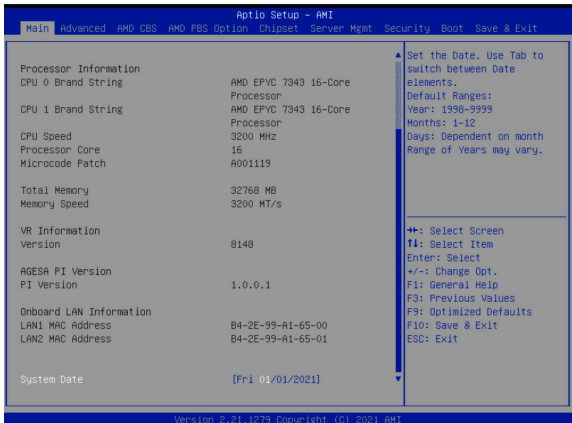 Aptio Setup - AMI
Main Advanced AMD CBS AMD PBS Option Chipset Server Mgmt Security Boot Save & Exit
Processor Information
CPU 0 Brand String AMD EPYC 7343 16-Core
Processor
CPU 1 Brand String AMD EPYC 7343 16-Core
Processor
CPU Speed 3200 MHz
Processor Core 16
Microcode Patch A001119
Total Memory 32768 MB
Memory Speed 3200 MT/s
VR Information
Version 8148
AGESA PI Version
PI Version 1.0.0.1
Onboard LAN Information
LAN1 MAC Address B4-2E-99-A1-65-00
LAN2 MAC Address B4-2E-99-A1-65-01
System Date [Fri 01/01/2021]
Set the Date. Use Tab to
switch between Date
elements.
Default Ranges:
Year: 1998-9999
Months: 1-12
Days: Dependent on month
Range of Years may vary.
→←: Select Screen
↑↓: Select Item
Enter: Select
+/-: Change Opt.
F1: General Help
F3: Previous Values
F9: Optimized Defaults
F10: Save & Exit
ESC: Exit
Version 2.21.1279 Copyright (C) 2021 AMI